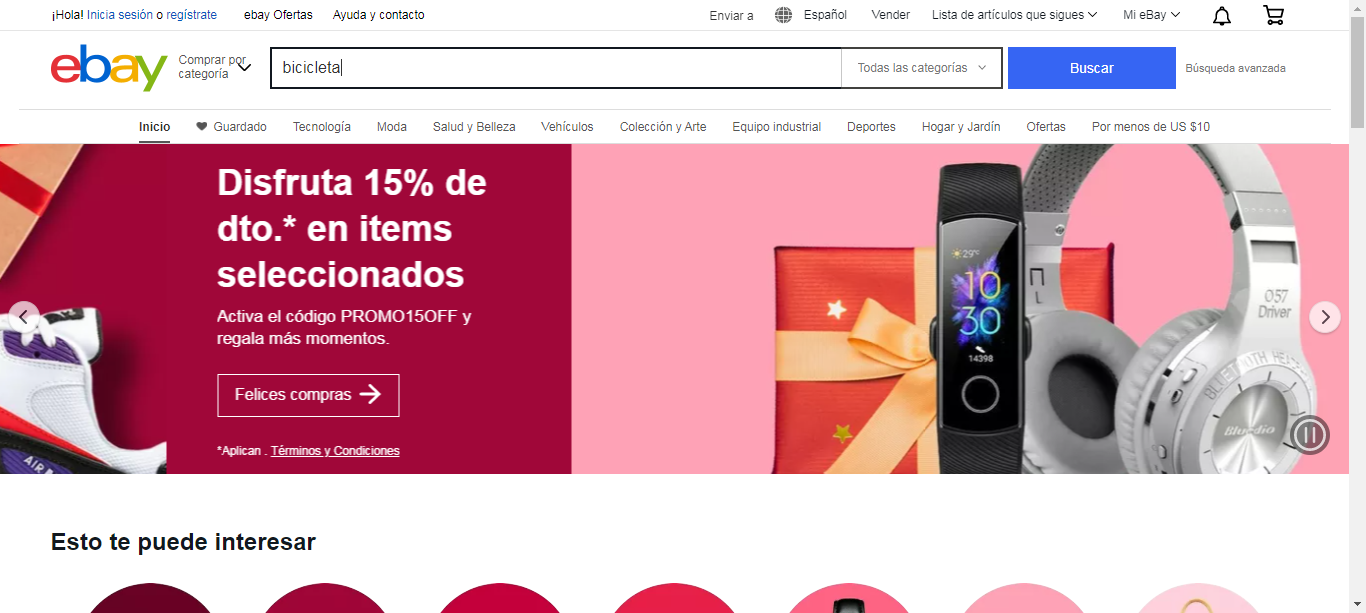 ¡Hola! Inicia sesión o regístrate ebay Ofertas Ayuda y contacto Enviar a Español Vender Lista de artículos que sigues Mi eBay
ebay Comprar por categoría bicicleta Todas las categorías Buscar Búsqueda avanzada
Inicio Guardado Tecnología Moda Salud y Belleza Vehículos Colección y Arte Equipo industrial Deportes Hogar y Jardín Ofertas Por menos de US $10
Disfruta 15% de
dto.* en items
seleccionados
Activa el código PROMO15OFF y
regala más momentos.
Felices compras
*Aplican . Términos y Condiciones
29°c
10
30
14398
057
Driver
BLUETOOTH HEADSET
Bluedio
AIR
Esto te puede interesar